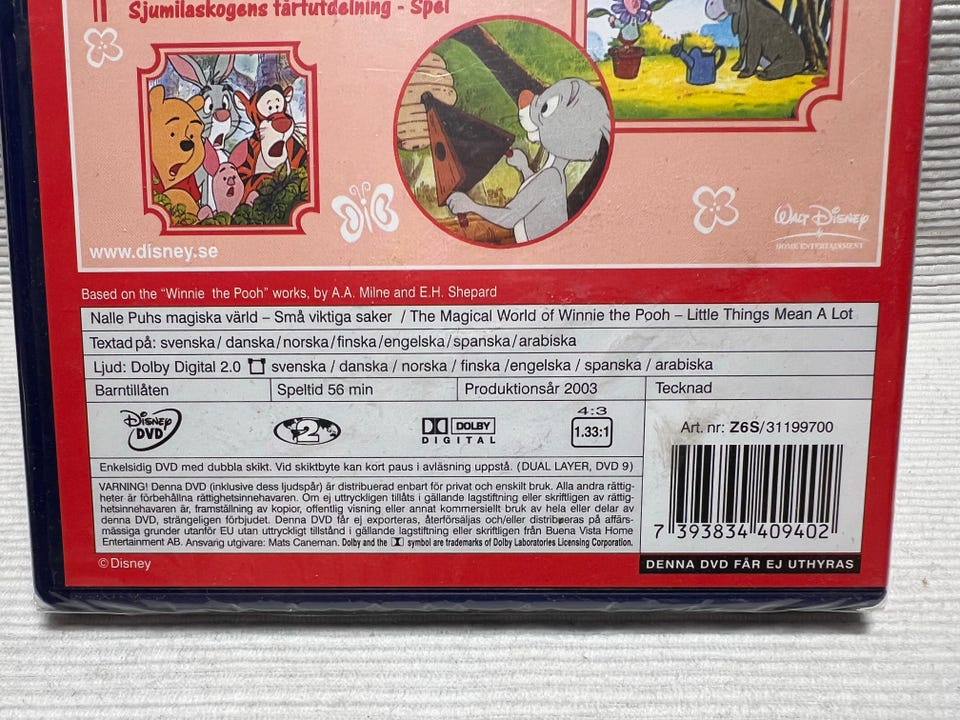 Sjumilaskogens tårtutdelning - Spel
www.disney.se
WALT DISNEY
HOME ENTERTAINMENT
Based on the "Winnie the Pooh" works, by A.A. Milne and E.H. Shepard
Nalle Puhs magiska värld – Små viktiga saker / The Magical World of Winnie the Pooh – Little Things Mean A Lot
Textad på: svenska/ danska/norska/finska/engelska/spanska/arabiska
Ljud: Dolby Digital 2.0 svenska / danska / norska / finska /engelska / spanska / arabiska
Barntillåten
Speltid 56 min
Produktionsår 2003
Tecknad
DISNEY DVD
2
DOLBY
DIGITAL
4:3
1.33:1
Art. nr: Z6S/31199700
Enkelsidig DVD med dubbla skikt. Vid skiktbyte kan kort paus i avläsning uppstå. (DUAL LAYER, DVD 9)
VARNING! Denna DVD (inklusive dess ljudspår) är distribuerad enbart för privat och enskilt bruk. Alla andra rättig-
heter är förbehållna rättighetsinnehavaren. Om ej uttryckligen tillåts i gällande lagstiftning eller skriftligen av rättig-
hetsinnehavaren är, framställning av kopior, offentlig visning eller annat kommersiellt bruk av hela eller delar av
denna DVD, strängeligen förbjudet. Denna DVD får ej exporteras, återförsäljas och/eller distribueras på affärs-
mässiga grunder utanför EU utan uttryckligt tillstånd i gällande lagstiftning eller skriftligen från Buena Vista Home
Entertainment AB. Ansvarig utgivare: Mats Caneman. Dolby and the symbol are trademarks of Dolby Laboratories Licensing Corporation.
7 393834 409402
© Disney
DENNA DVD FÅR EJ UTHYRAS